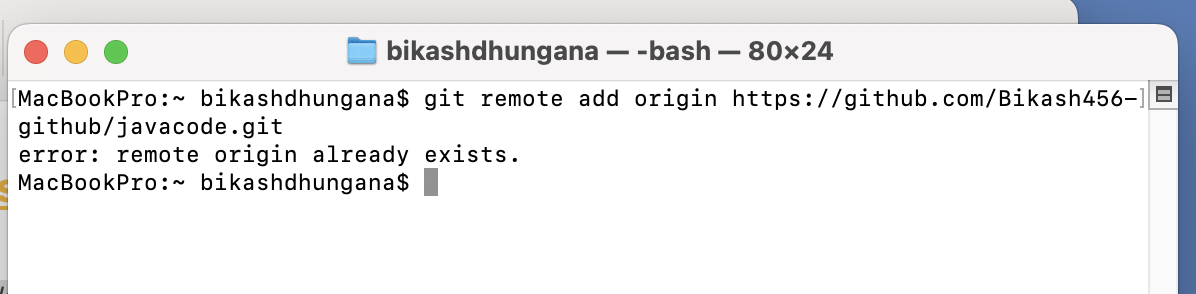 bikashdhungana — -bash — 80×24
[MacBookPro:~ bikashdhungana$ git remote add origin https://github.com/Bikash456-]
github/javacode.git
error: remote origin already exists.
MacBookPro:~ bikashdhungana$